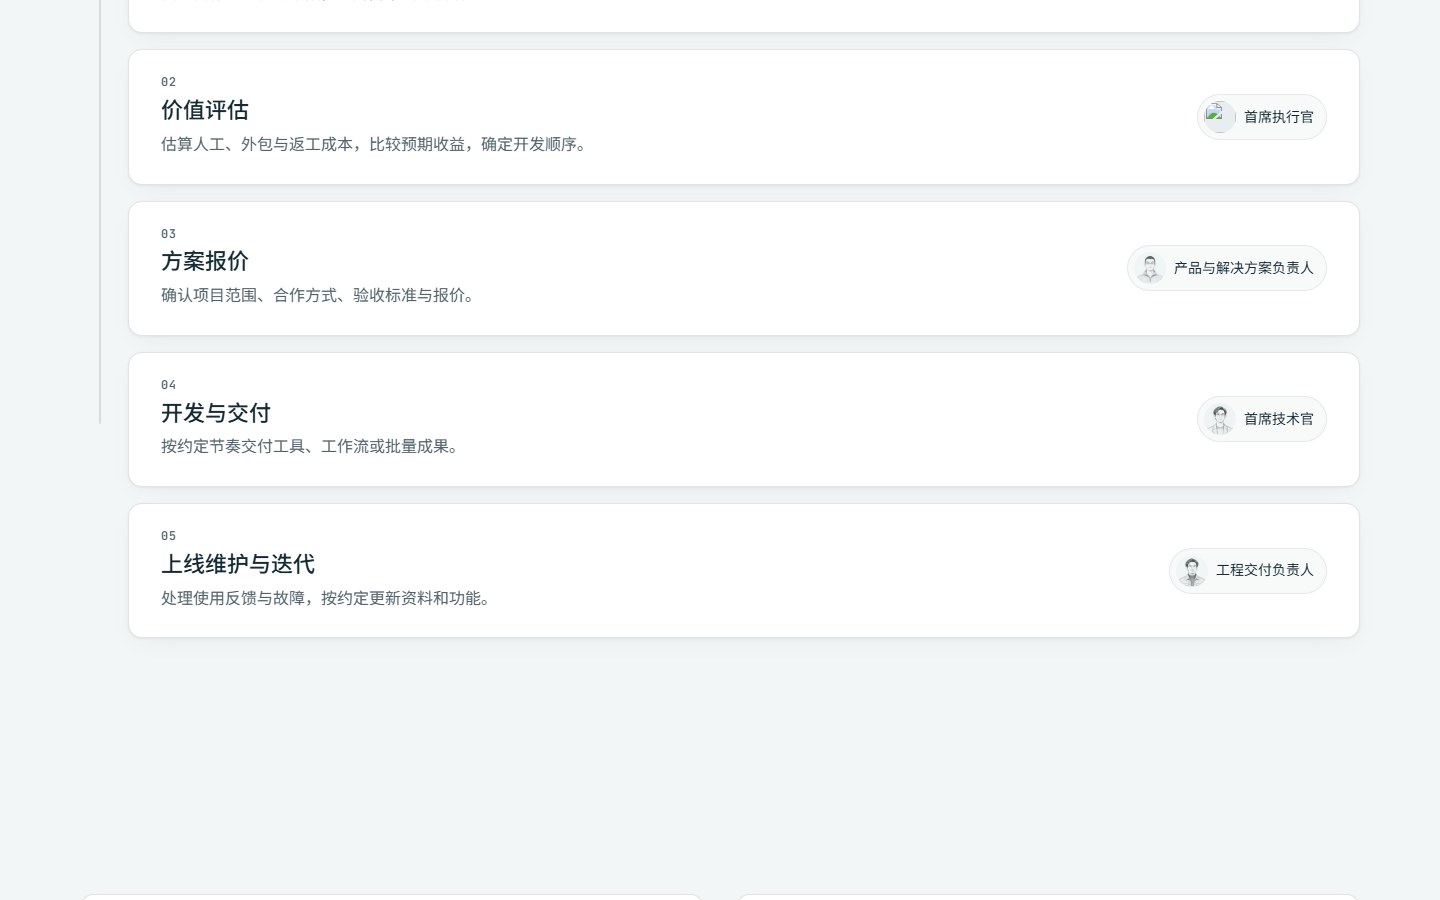 02
价值评估
首席执行官
估算人工、外包与返工成本，比较预期收益，确定开发顺序。
03
方案报价
产品与解决方案负责人
确认项目范围、合作方式、验收标准与报价。
04
开发与交付
首席技术官
按约定节奏交付工具、工作流或批量成果。
05
上线维护与迭代
工程交付负责人
处理使用反馈与故障，按约定更新资料和功能。